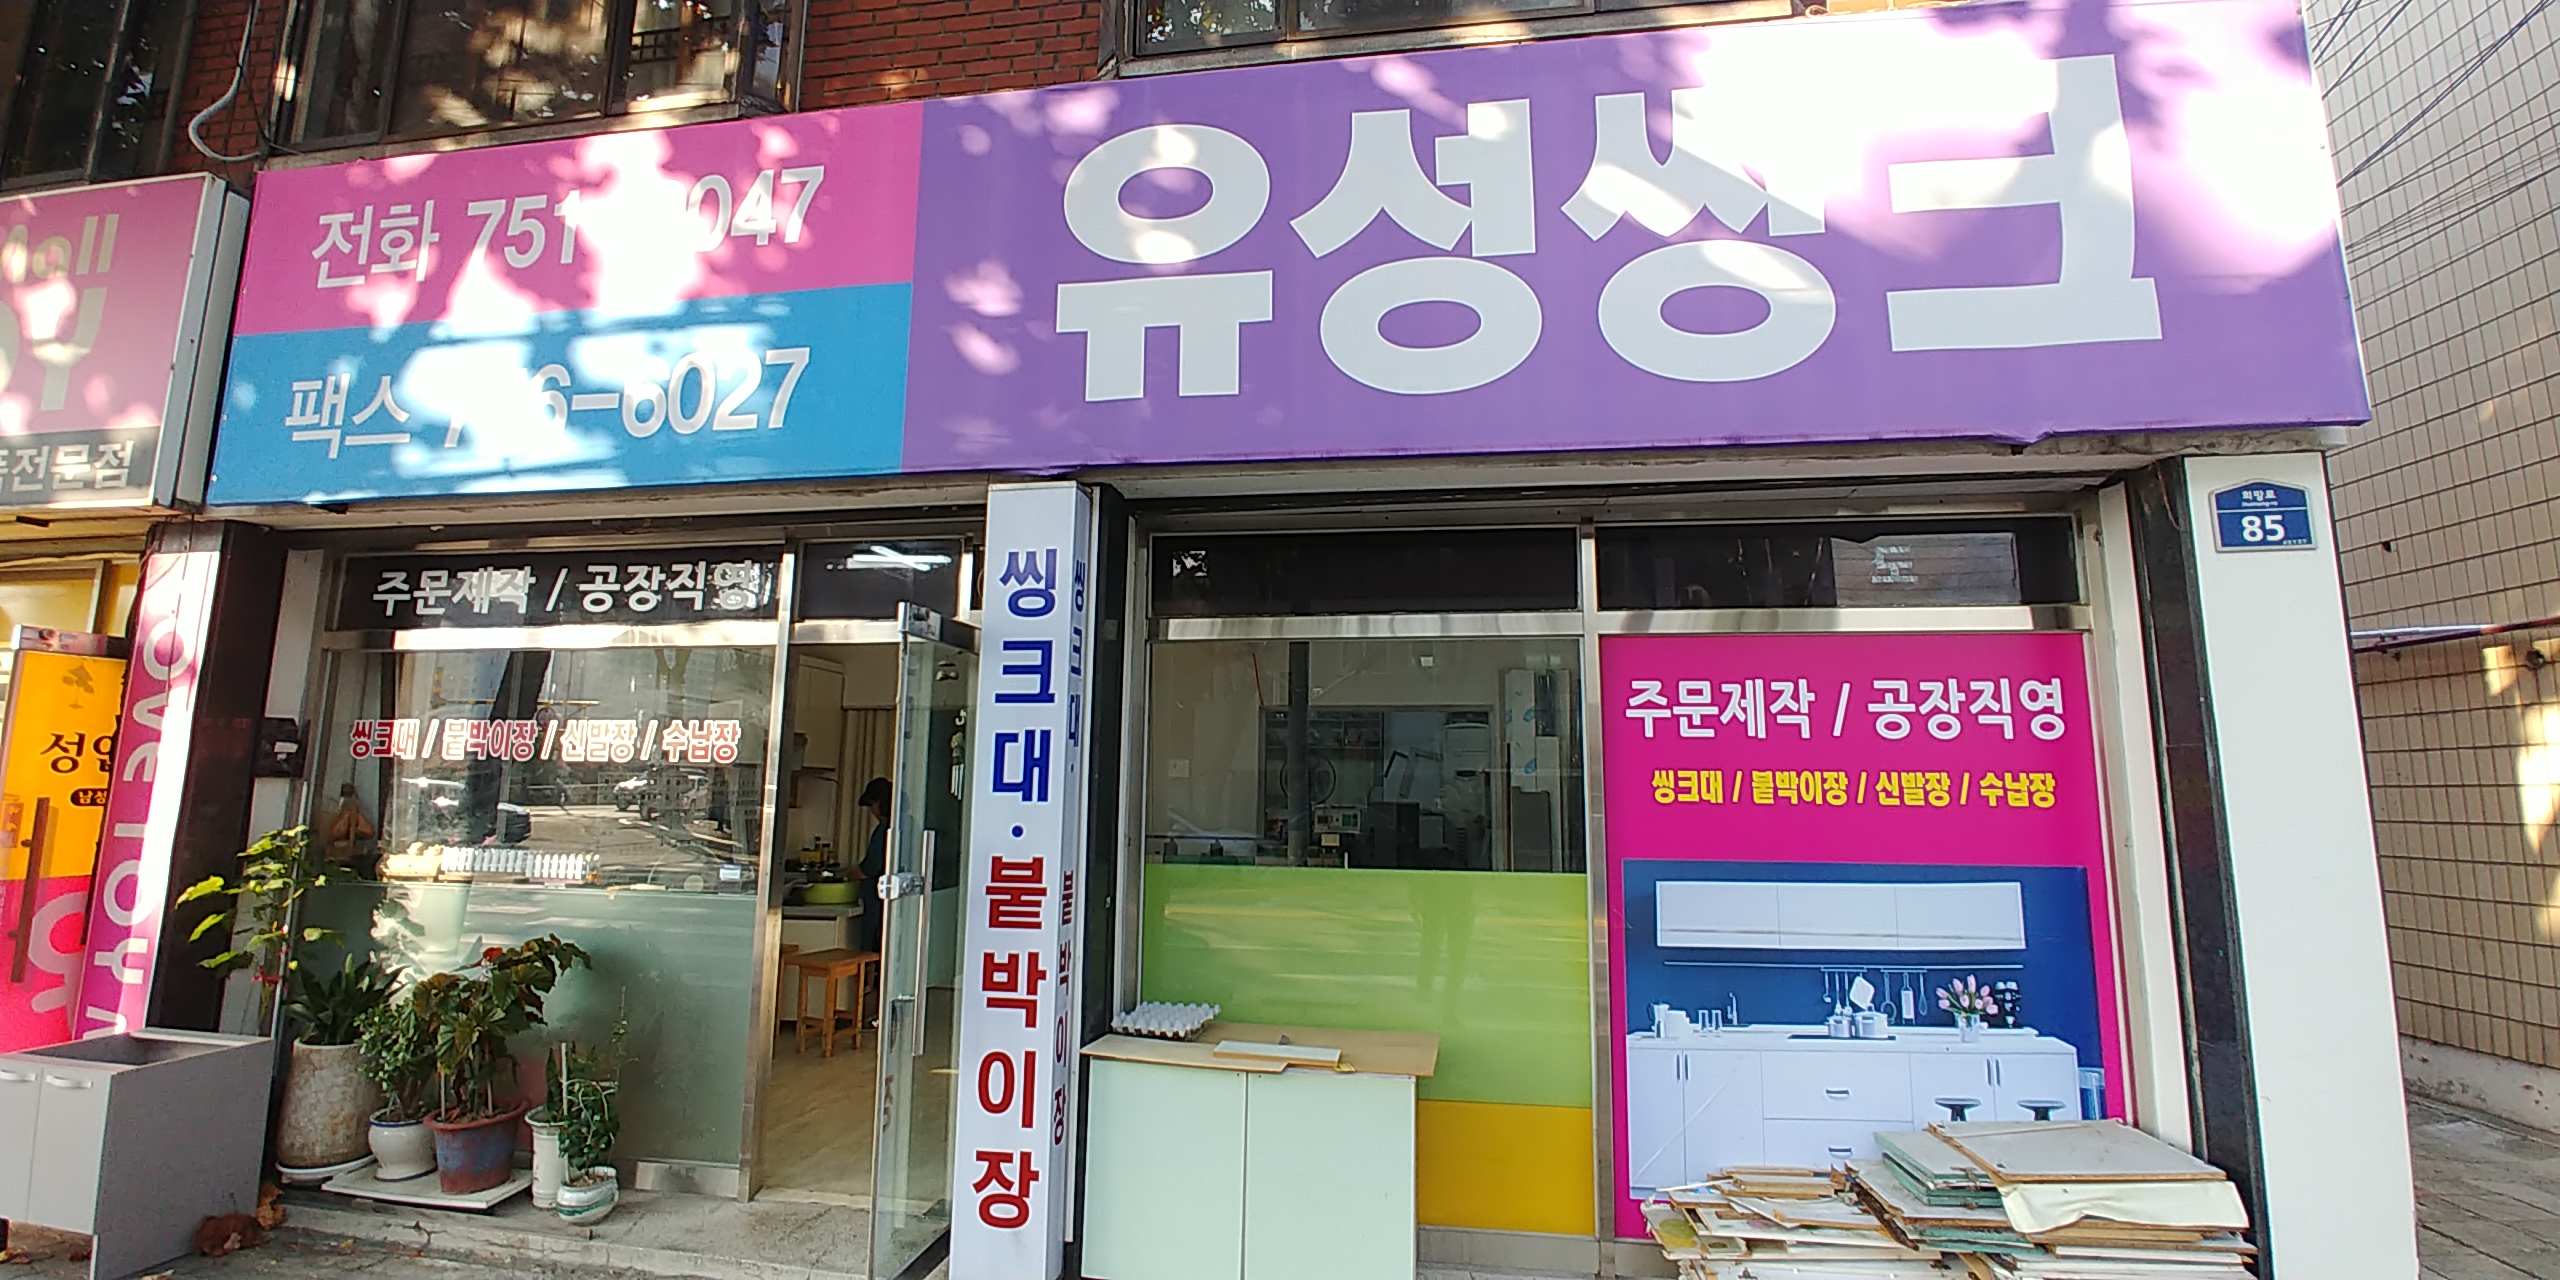 유성씽크
전화 751
047
팩스
6-6027
전문점
주문제작 / 공장직영
씽크대 / 붙박이장 / 신발장 / 수납장
씽크대·붙박이장
씽크대·붙박이장
주문제작 / 공장직영
씽크대 / 붙박이장 / 신발장 / 수납장
희망로
85